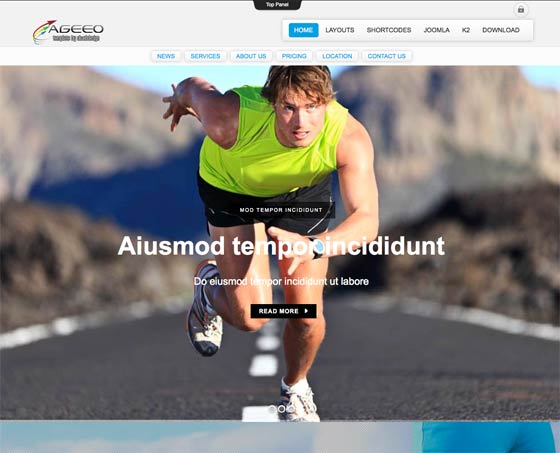 Top Panel
AGEEO
template by olwebdesign
HOME LAYOUTS SHORTCODES JOOMLA K2 DOWNLOAD
NEWS SERVICES ABOUT US PRICING LOCATION CONTACT US
MOD TEMPOR INCIDIDUNT
Aiusmod tempor incididunt
Do eiusmod tempor incididunt ut labore
READ MORE